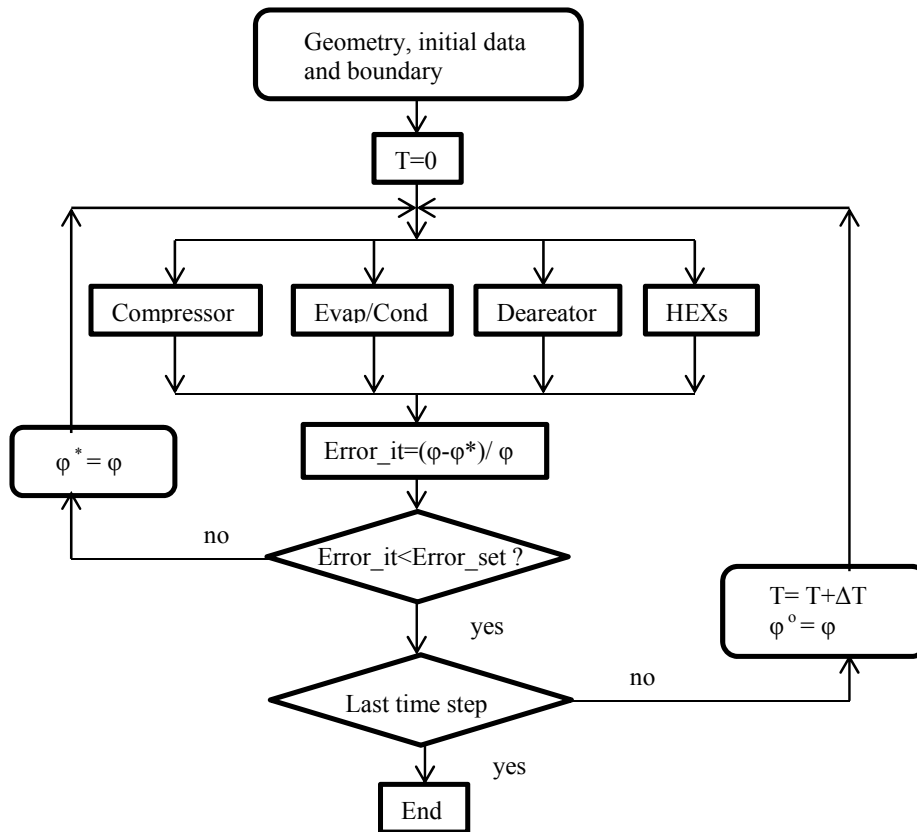 Geometry, initial data
and boundary
T=0
Compressor
Evap/Cond
Deareator
HEXs
Error_it=(φ-φ*)/ φ
φ* = φ
no
Error_it<Error_set ?
T= T+ΔT
φᵒ = φ
yes
no
Last time step
yes
End